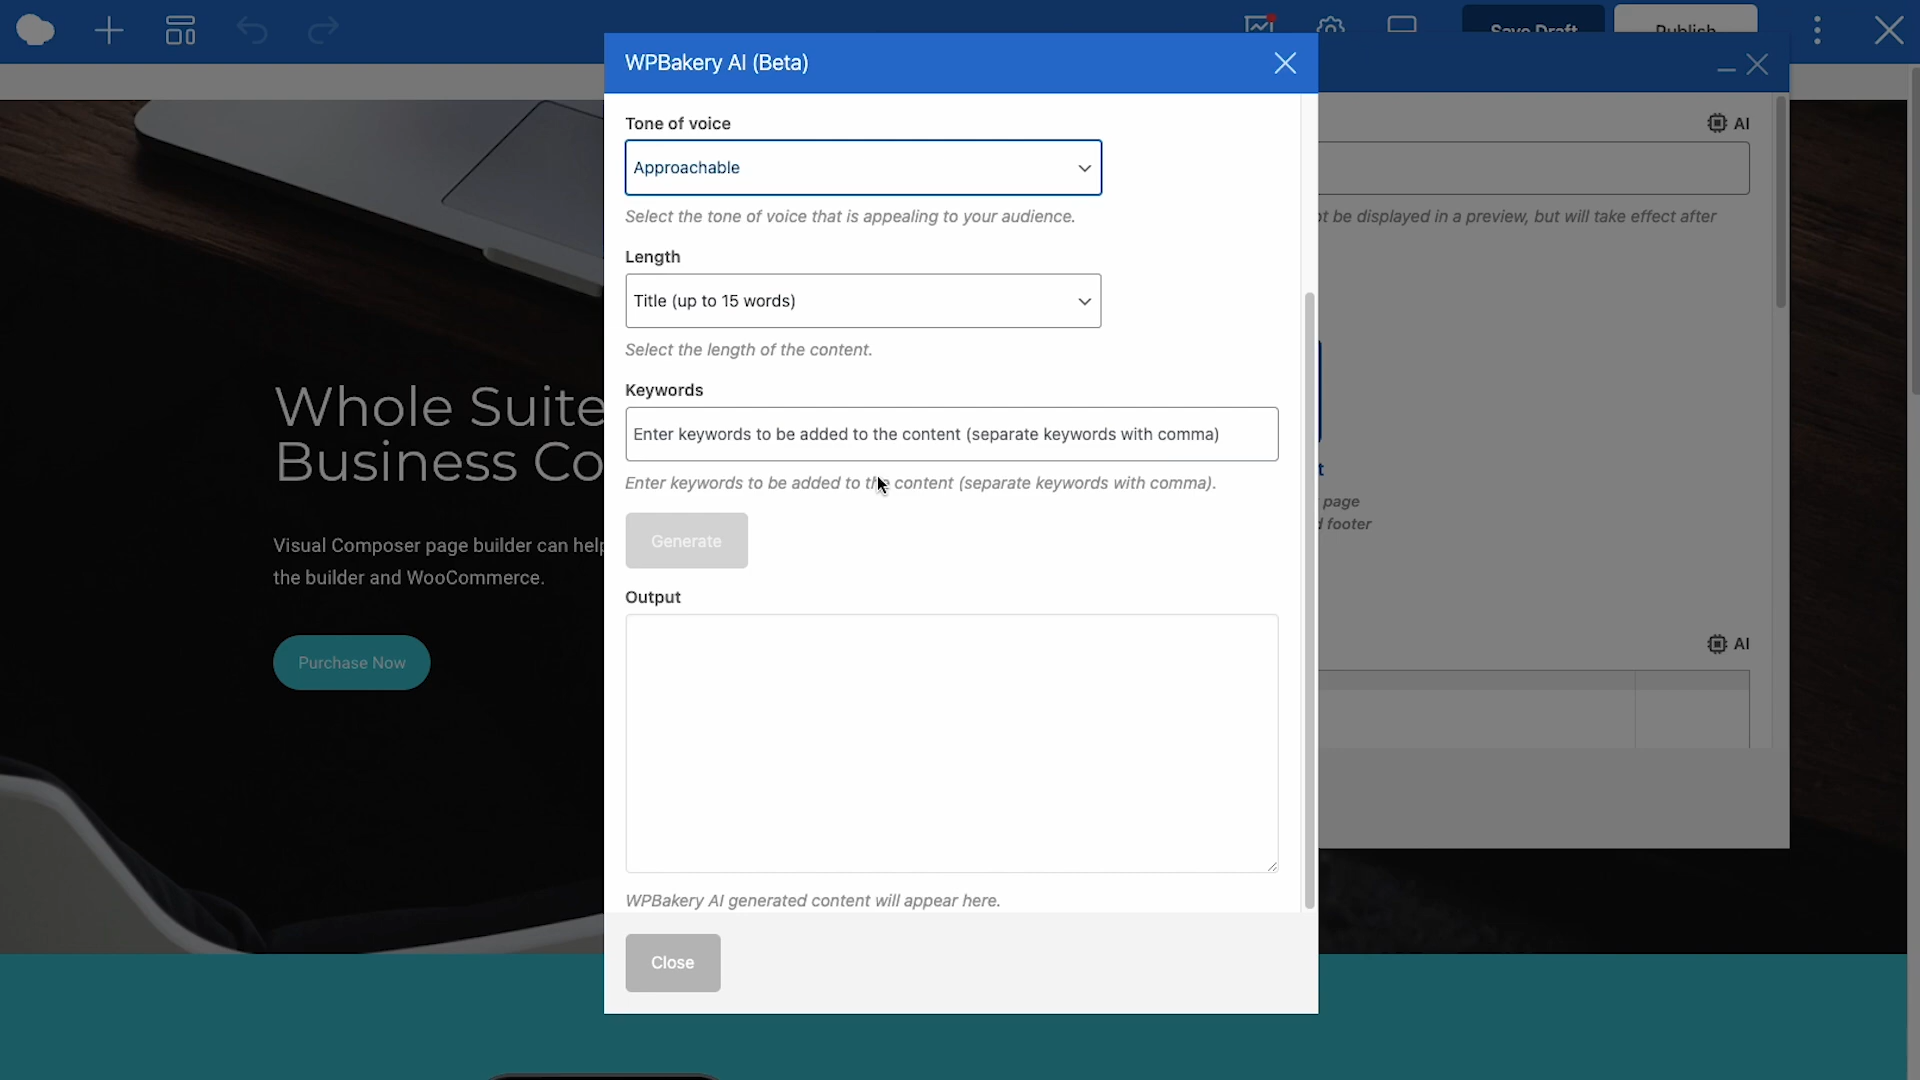 Save Draft
Publish
WPBakery AI (Beta)
Tone of voice
AI
Approachable
Select the tone of voice that is appealing to your audience.
be displayed in a preview, but will take effect after
Length
Title (up to 15 words)
Select the length of the content.
Whole Suite
Business Co
Keywords
Enter keywords to be added to the content (separate keywords with comma)
Enter keywords to be added to the content (separate keywords with comma).
page
footer
Generate
Visual Composer page builder can help
the builder and WooCommerce.
Output
AI
Purchase Now
WPBakery AI generated content will appear here.
Close